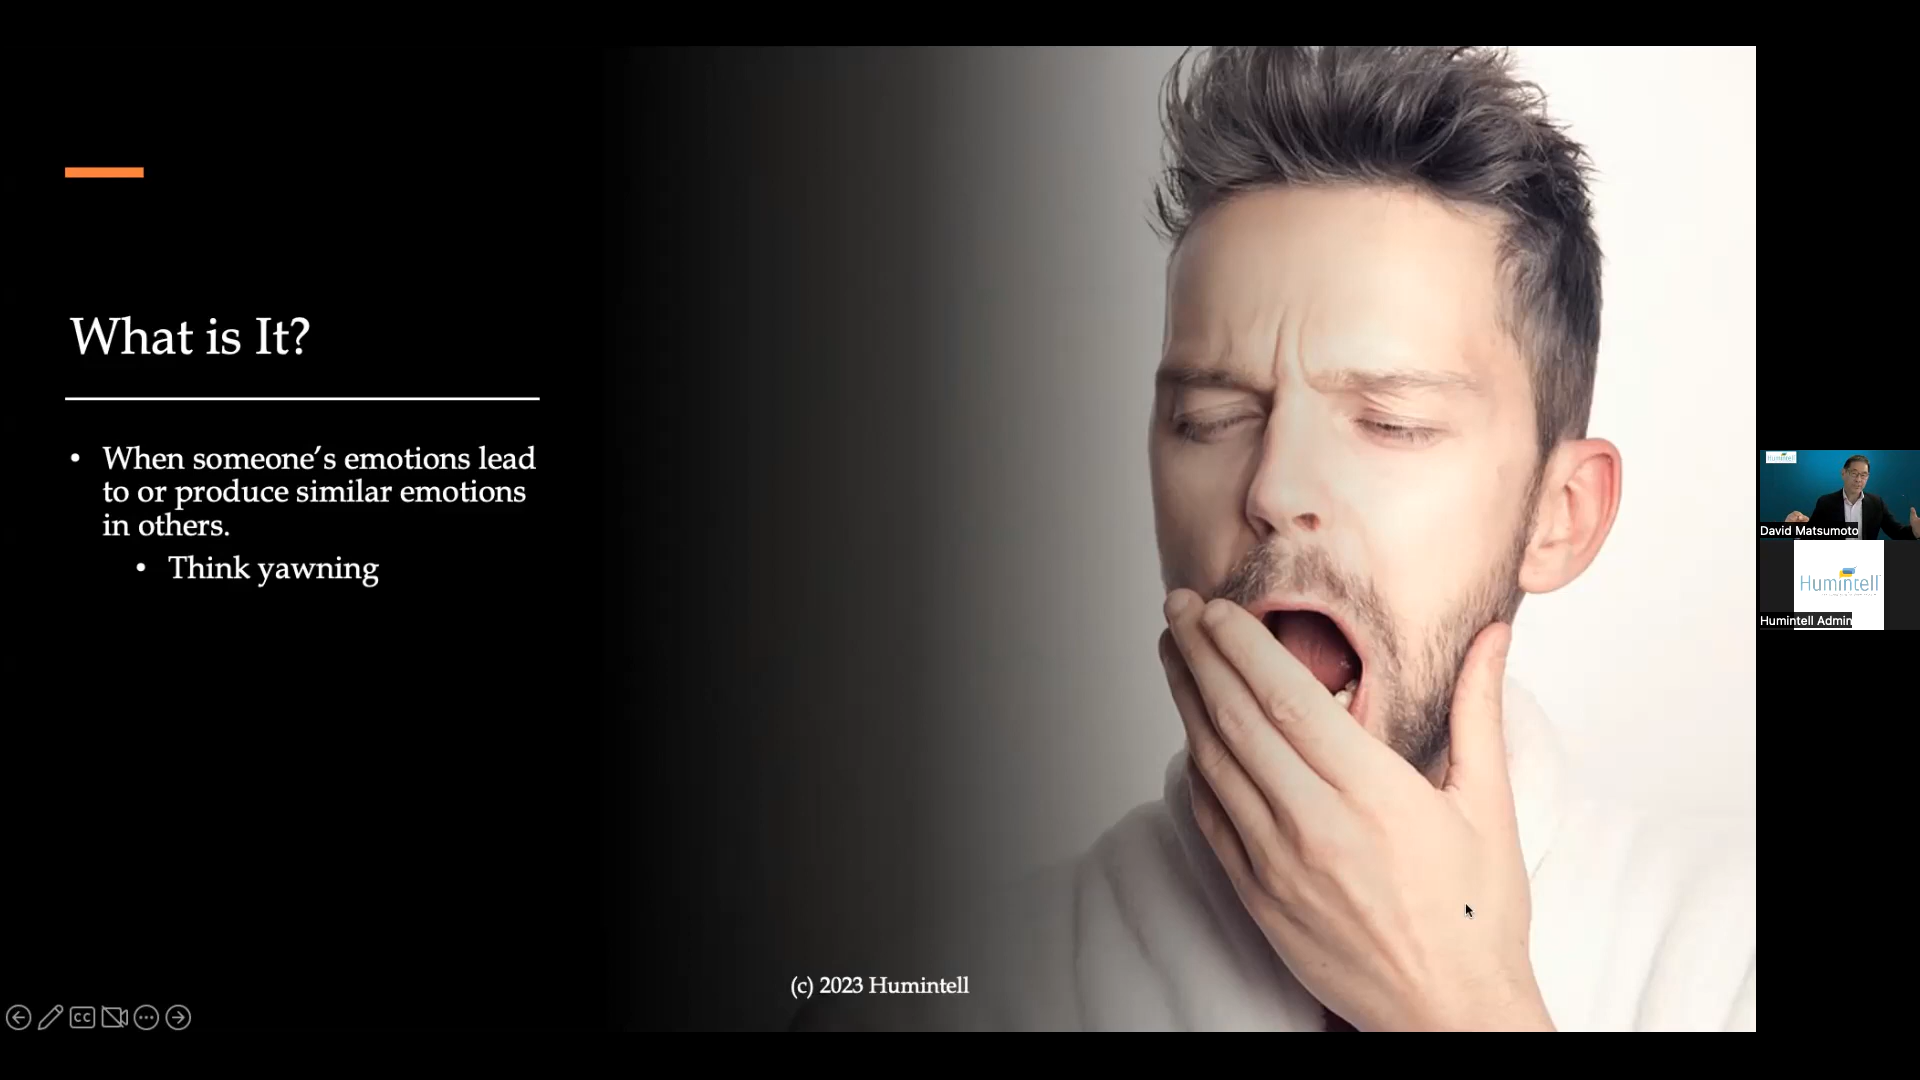 What is It?
• When someone’s emotions lead
to or produce similar emotions
in others.
• Think yawning
(c) 2023 Humintell
CC
David Matsumoto
Humintell
Humintell Admin